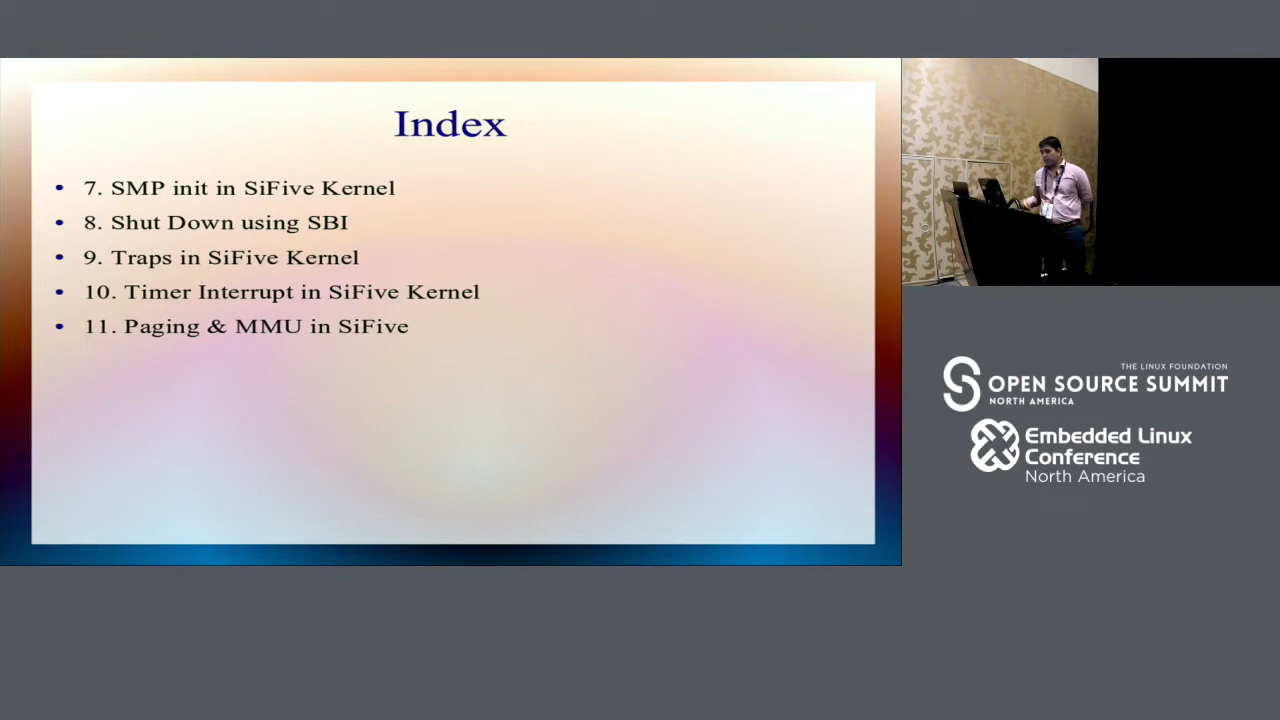 Index
• 7. SMP init in SiFive Kernel
• 8. Shut Down using SBI
• 9. Traps in SiFive Kernel
• 10. Timer Interrupt in SiFive Kernel
• 11. Paging & MMU in SiFive
THE LINUX FOUNDATION
OPEN SOURCE SUMMIT
NORTH AMERICA
Embedded Linux
Conference
North America